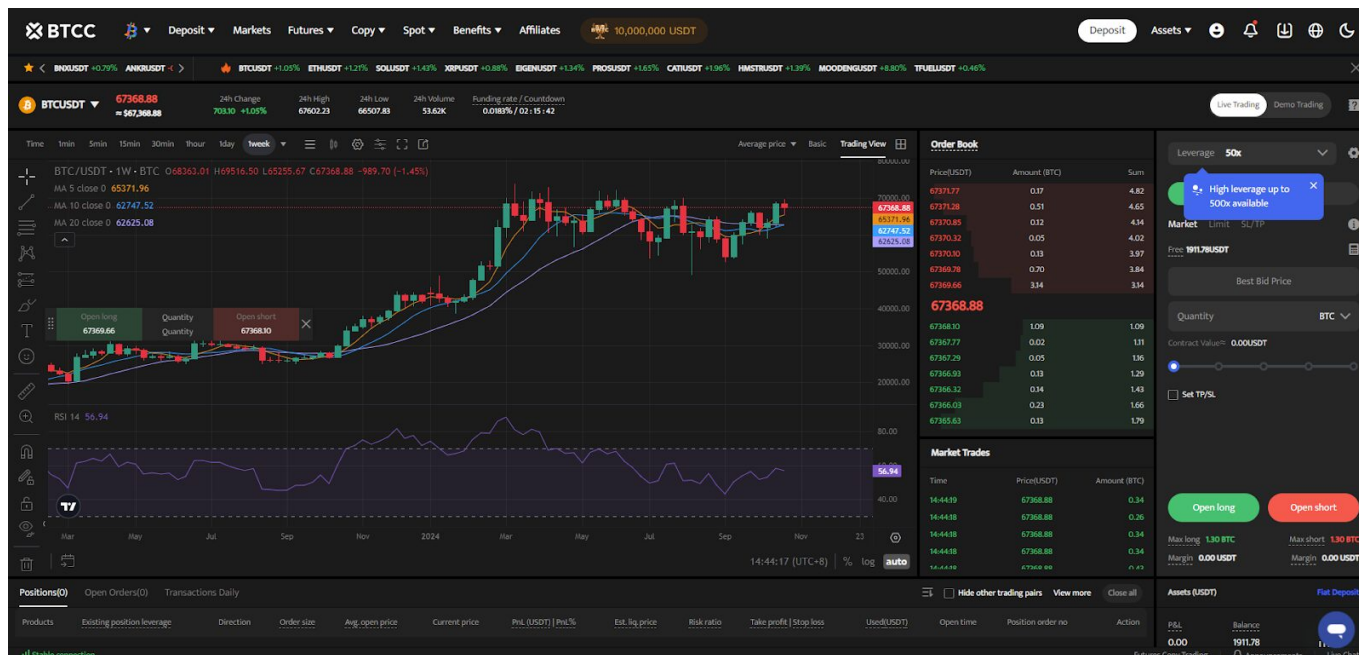 BTCC
Deposit
Markets
Futures
Copy
Spot
Benefits
Affiliates
10,000,000 USDT
Deposit
Assets
BNXUSDT +0.79% ANKRUSDT
BTCUSDT +1.05% ETHUSDT +1.21% SOLUSDT +1.43% XRPUSDT +0.88% EIGENUSDT +1.34% PROSUSDT +1.65% CATIUSDT +1.96% HMSTRUSDT +1.39% MOODENGUSDT +8.80% TFUELUSDT +0.46%
BTCUSDT
67368.88
≈ $67,368.88
24h Change
703.10 +1.05%
24h High
67602.23
24h Low
66507.83
24h Volume
53.62K
Funding rate / Countdown
0.0183% / 02 : 15 : 42
Live Trading
Demo Trading
Time 1min 5min 15min 30min 1hour 1day 1week
Average price Basic Trading View
BTC/USDT · 1W · BTC O68363.01 H69516.50 L65255.67 C67368.88 -989.70 (-1.45%)
MA 5 close 0 65371.96
MA 10 close 0 62747.52
MA 20 close 0 62625.08
80000.00
70000.00
67368.88
65371.96
62747.52
62625.08
50000.00
40000.00
30000.00
20000.00
Open long
67369.66
Quantity
Quantity
Open short
67368.10
RSI 14 56.94
80.00
56.94
40.00
Mar May Jul Sep Nov 2024 Mar May Jul Sep Nov 23
14:44:17 (UTC+8) % log auto
Order Book
Price(USDT) Amount (BTC) Sum
67371.77 0.17 4.82
67371.28 0.51 4.65
67370.85 0.12 4.14
67370.32 0.05 4.02
67370.10 0.13 3.97
67369.78 0.70 3.84
67369.66 3.14 3.14
67368.88
67368.10 1.09 1.09
67367.77 0.02 1.11
67367.29 0.05 1.16
67366.93 0.13 1.29
67366.32 0.14 1.43
67366.03 0.23 1.66
67365.63 0.13 1.79
Market Trades
Time Price(USDT) Amount (BTC)
14:44:19 67368.88 0.34
14:44:18 67368.88 0.26
14:44:18 67368.88 0.34
14:44:18 67368.88 0.34
14:44:18 67368.88 0.42
Leverage 50x
High leverage up to
500x available
Market Limit SL/TP
Free 1911.78USDT
Best Bid Price
Quantity BTC
Contract Value≈ 0.00USDT
Set TP/SL
Open long
Open short
Max long 1.30 BTC
Max short 1.30 BTC
Margin 0.00 USDT
Margin 0.00 USDT
Positions(0) Open Orders(0) Transactions Daily
Hide other trading pairs View more Close all
Products Existing position leverage Direction Order size Avg. open price Current price PnL (USDT) | PnL% Est. liq.price Risk ratio Take profit | Stop loss Used(USDT) Open time Position order no Action
Assets (USDT) Fiat Deposit
P&L
0.00
Balance
1911.78
Stable connection
Futures Copy Trading Announcements Live Chat